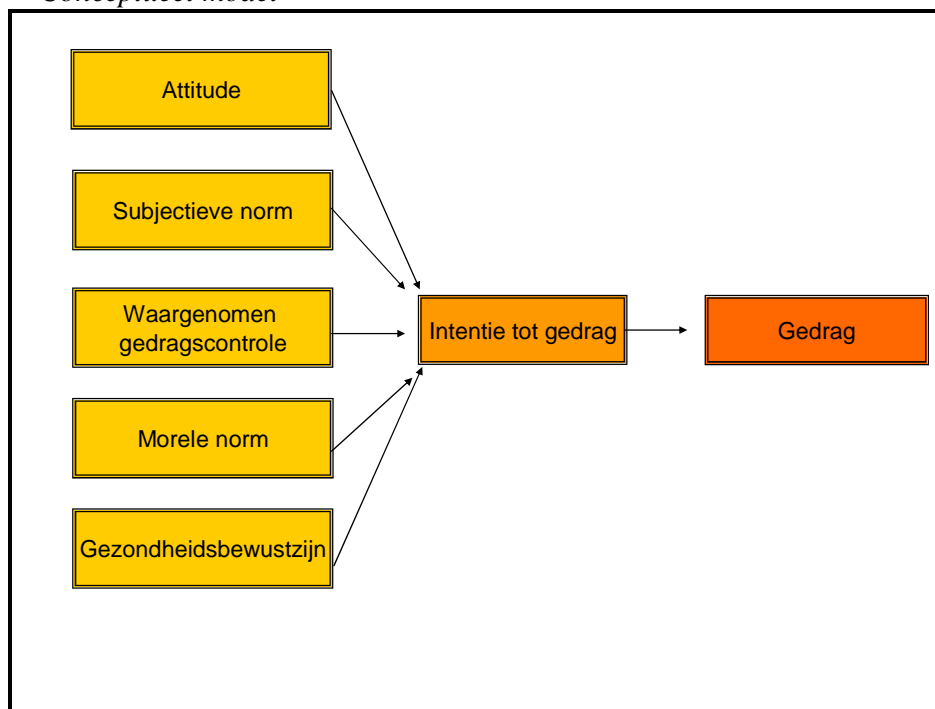 Conceptueel model
Attitude
Subjectieve norm
Waargenomen
gedragscontrole
Morele norm
Gezondheidsbewustzijn
Intentie tot gedrag
Gedrag